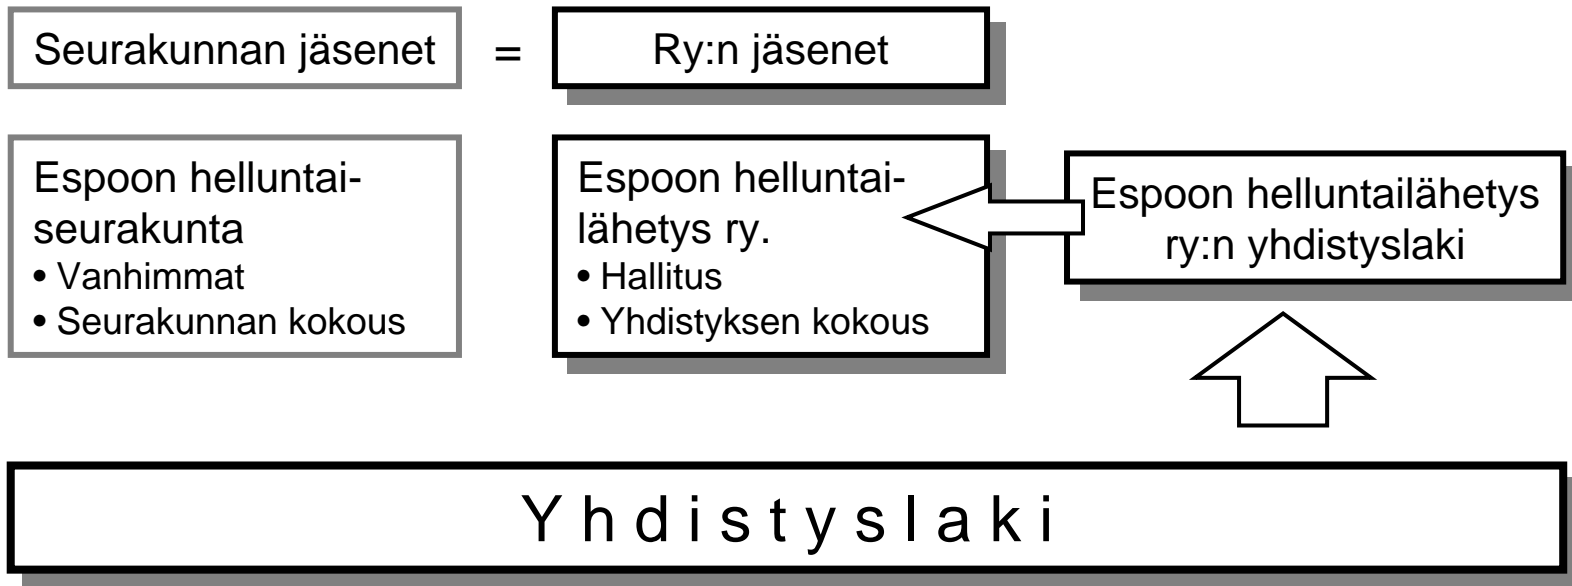 Seurakunnan jäsenet
=
Ry:n jäsenet
Espoon helluntai-
seurakunta
• Vanhimmat
• Seurakunnan kokous
Espoon helluntai-
lähetys ry.
• Hallitus
• Yhdistyksen kokous
Espoon helluntailähetys
ry:n yhdistyslaki
Yhdistyslaki